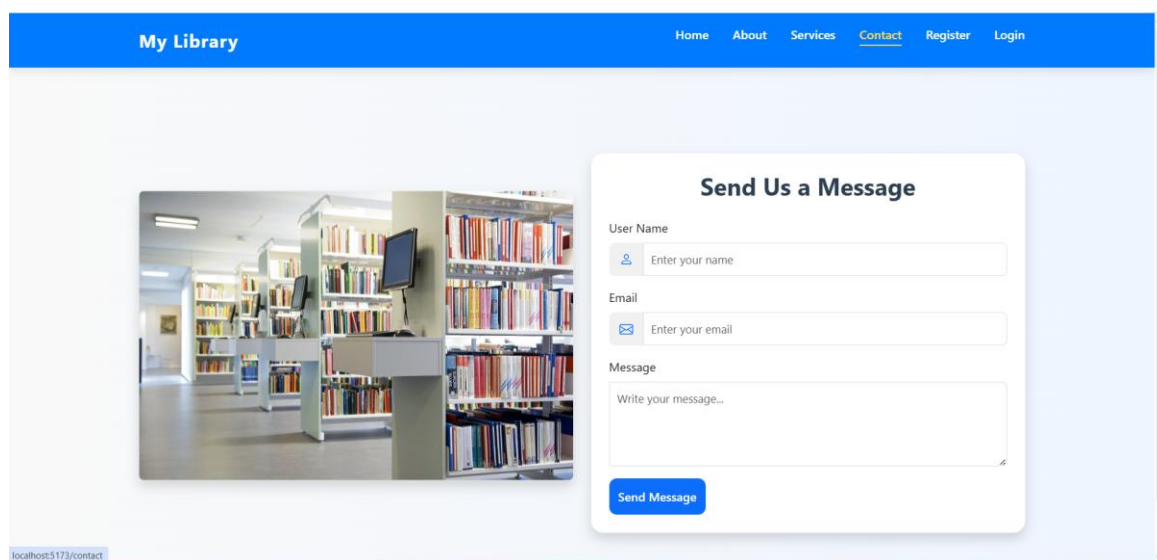 My Library
Home About Services Contact Register Login
Send Us a Message
User Name
Enter your name
Email
Enter your email
Message
Write your message...
Send Message
localhost:5173/contact